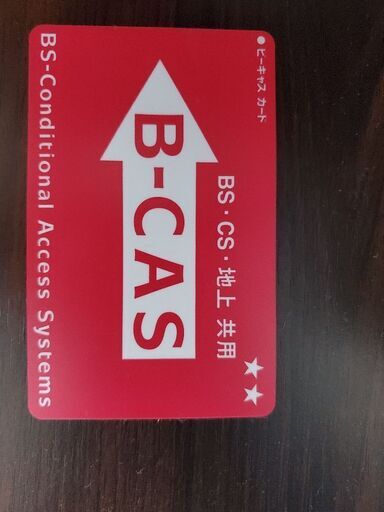 ●ビーキャス カード
BS・CS・地上 共用
★★
B-CAS
BS-Conditional Access Systems